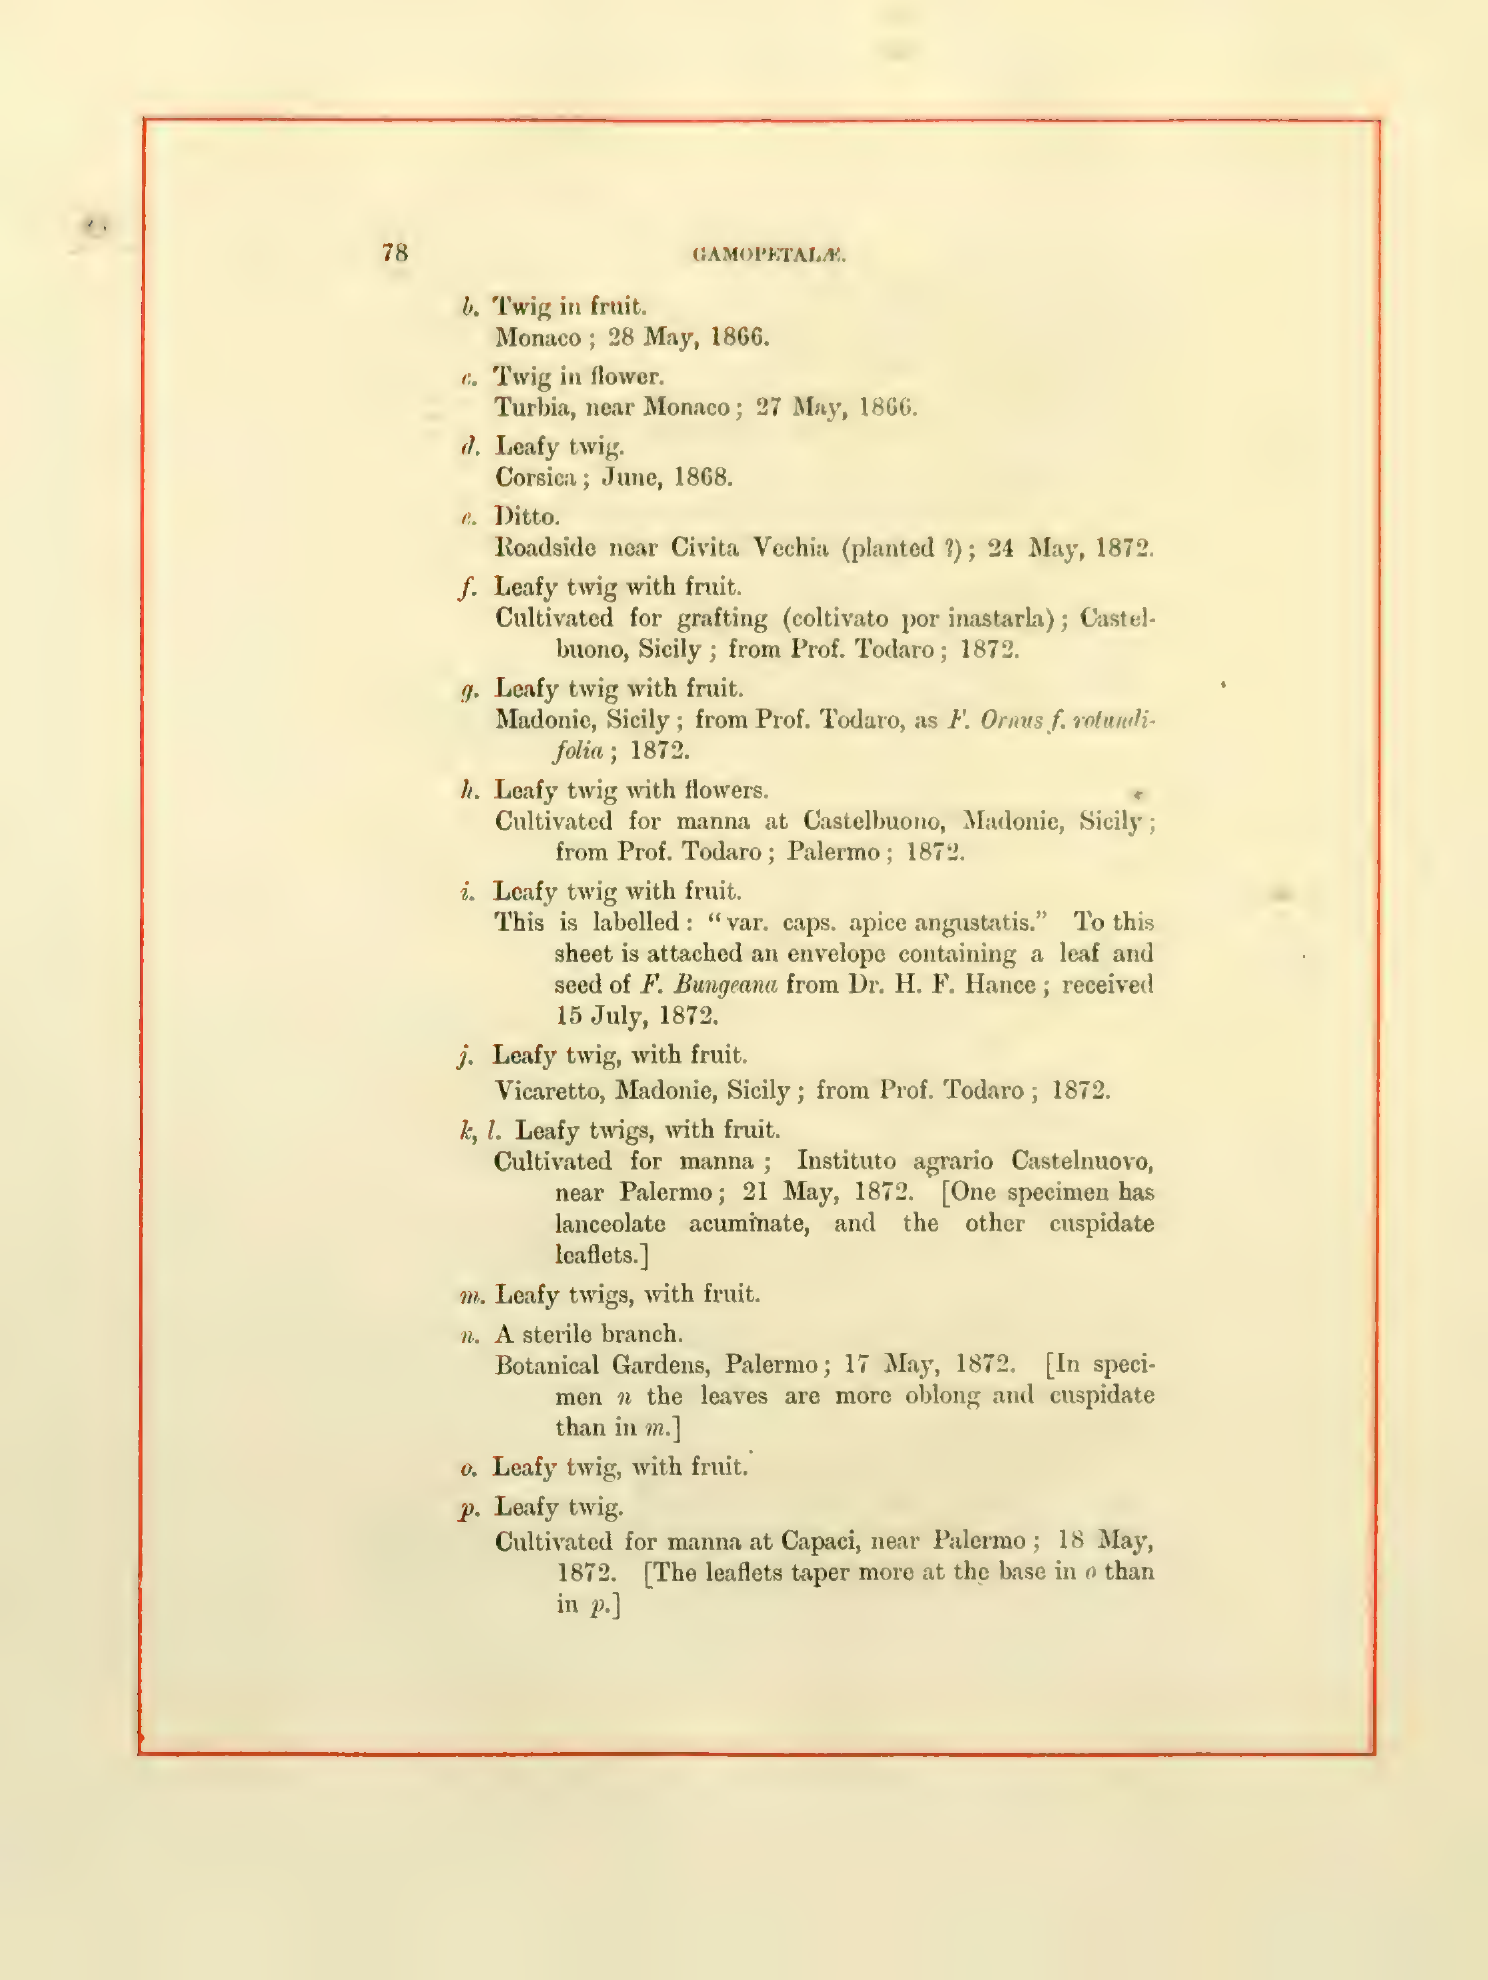 78 GAMOPETALÆ.
b. Twig in fruit.
Monaco ; 28 May, 1866.
c. Twig in flower.
Turbia, near Monaco ; 27 May, 1866.
d. Leafy twig.
Corsica ; June, 1868.
e. Ditto.
Roadside near Civita Vechia (planted ?) ; 24 May, 1872.
f. Leafy twig with fruit.
Cultivated for grafting (coltivato por inastarla) ; Castel-
buono, Sicily ; from Prof. Todaro ; 1872.
g. Leafy twig with fruit.
Madonie, Sicily ; from Prof. Todaro, as F. Ornus f. rotundi-
folia ; 1872.
h. Leafy twig with flowers.
Cultivated for manna at Castelbuono, Madonie, Sicily ;
from Prof. Todaro ; Palermo ; 1872.
i. Leafy twig with fruit.
This is labelled : “ var. caps. apice angustatis.” To this
sheet is attached an envelope containing a leaf and
seed of F. Bungeana from Dr. H. F. Hance ; received
15 July, 1872.
j. Leafy twig, with fruit.
Vicaretto, Madonie, Sicily ; from Prof. Todaro ; 1872.
k, l. Leafy twigs, with fruit.
Cultivated for manna ; Instituto agrario Castelnuovo,
near Palermo ; 21 May, 1872. [One specimen has
lanceolate acuminate, and the other cuspidate
leaflets.]
m. Leafy twigs, with fruit.
n. A sterile branch.
Botanical Gardens, Palermo ; 17 May, 1872. [In speci-
men n the leaves are more oblong and cuspidate
than in m.]
o. Leafy twig, with fruit.
p. Leafy twig.
Cultivated for manna at Capaci, near Palermo ; 18 May,
1872. [The leaflets taper more at the base in o than
in p.]